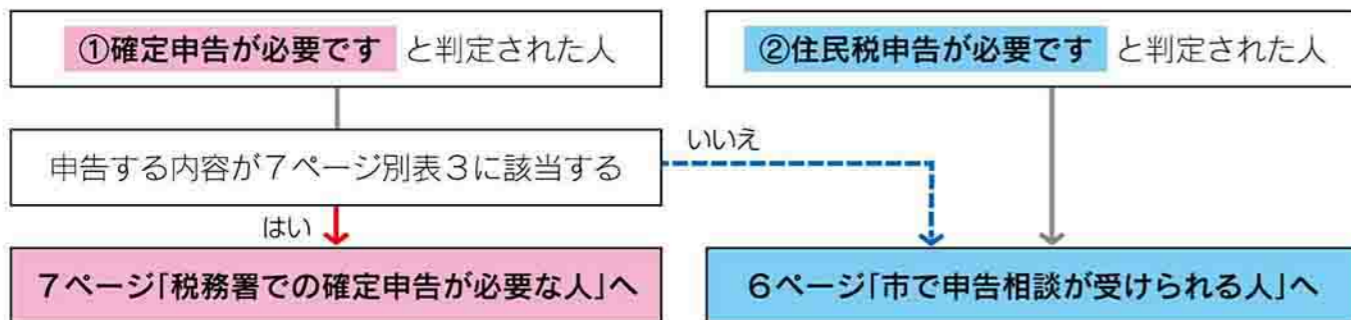 ①確定申告が必要です と判定された人
②住民税申告が必要です と判定された人
申告する内容が７ページ別表３に該当する
いいえ
はい
７ページ「税務署での確定申告が必要な人」へ
６ページ「市で申告相談が受けられる人」へ